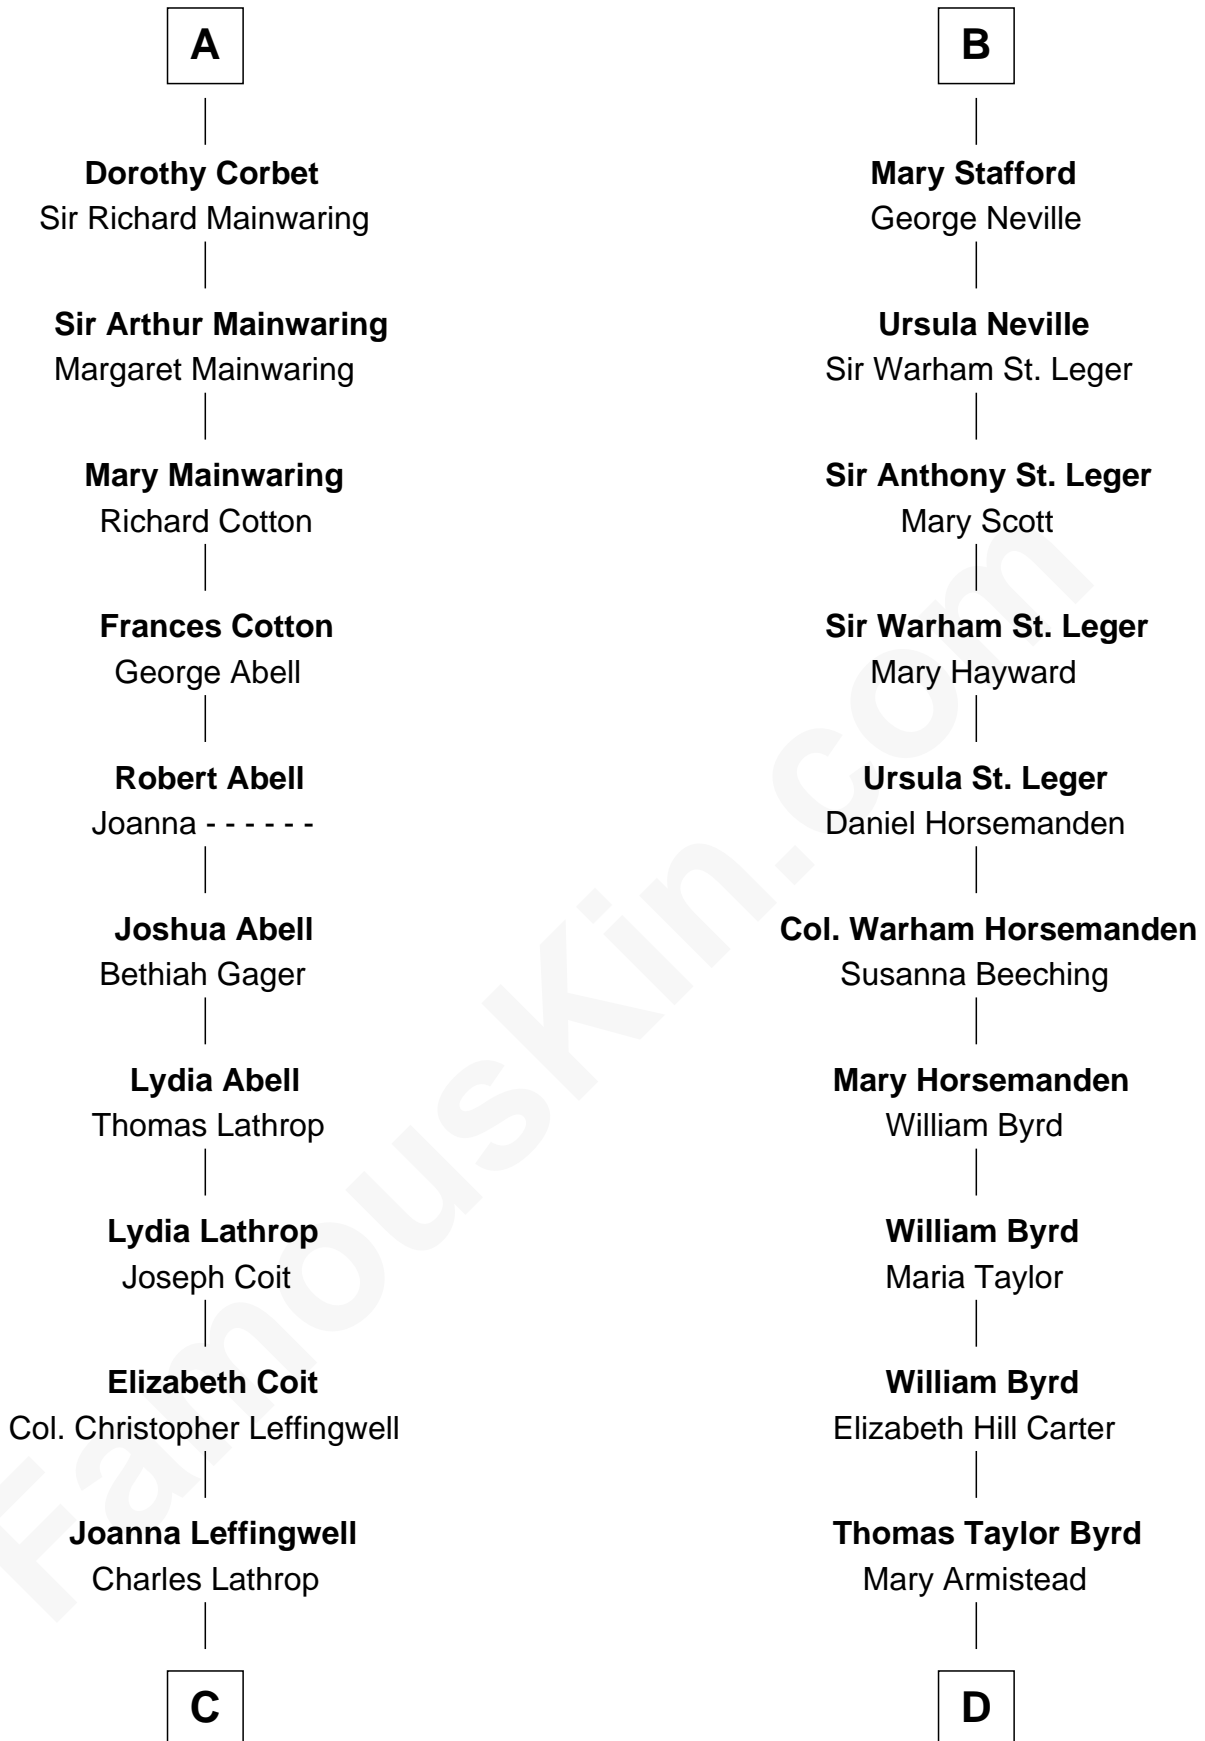 A
Dorothy Corbet
Sir Richard Mainwaring
Sir Arthur Mainwaring
Margaret Mainwaring
Mary Mainwaring
Richard Cotton
Frances Cotton
George Abell
Robert Abell
Joanna - - - - - -
Joshua Abell
Bethiah Gager
Lydia Abell
Thomas Lathrop
Lydia Lathrop
Joseph Coit
Elizabeth Coit
Col. Christopher Leffingwell
Joanna Leffingwell
Charles Lathrop
C
B
Mary Stafford
George Neville
Ursula Neville
Sir Warham St. Leger
Sir Anthony St. Leger
Mary Scott
Sir Warham St. Leger
Mary Hayward
Ursula St. Leger
Daniel Horsemanden
Col. Warham Horsemanden
Susanna Beeching
Mary Horsemanden
William Byrd
William Byrd
Maria Taylor
William Byrd
Elizabeth Hill Carter
Thomas Taylor Byrd
Mary Armistead
D
FamousKin.com